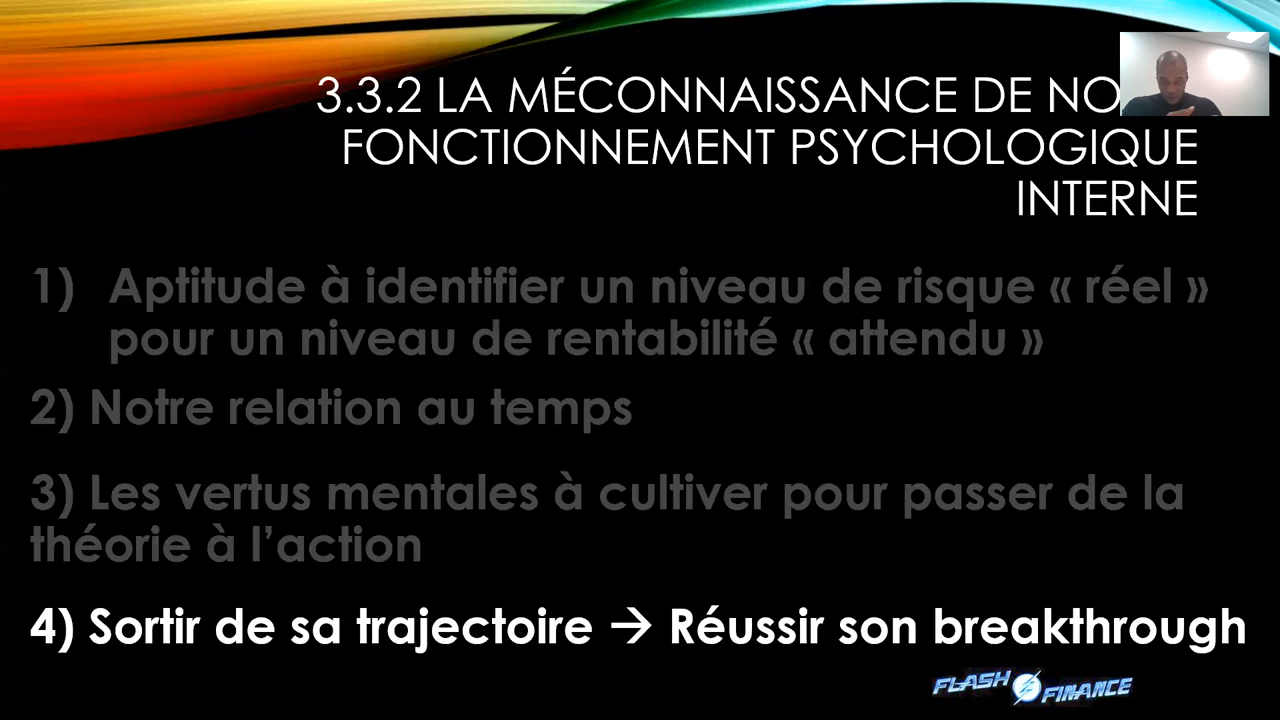 3.3.2 LA MÉCONNAISSANCE DE
FONCTIONNEMENT PSYCHOLOGIQUE
INTERNE
1) Aptitude à identifier un niveau de risque « réel »
pour un niveau de rentabilité « attendu »
2) Notre relation au temps
3) Les vertus mentales à cultiver pour passer de la
théorie à l’action
4) Sortir de sa trajectoire → Réussir son breakthrough
FLASH FINANCE